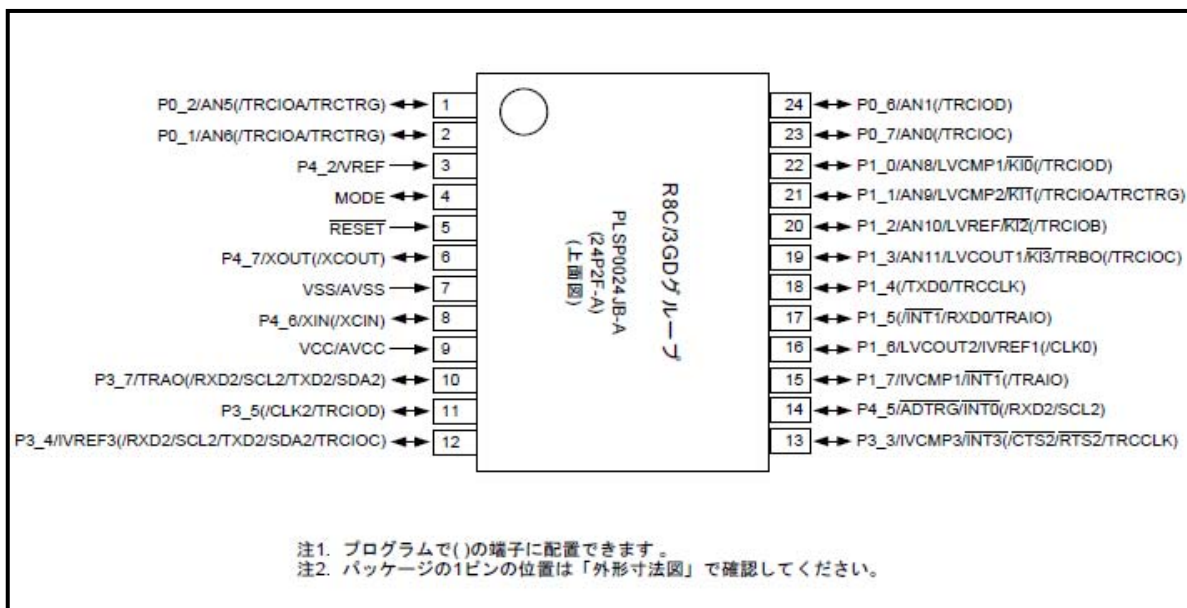 P0_2/AN5(/TRCIOA/TRCTRG)
1
P0_1/AN6(/TRCIOA/TRCTRG)
2
P4_2/VREF
3
MODE
4
RESET
5
P4_7/XOUT(/XCOUT)
6
VSS/AVSS
7
P4_6/XIN(/XCIN)
8
VCC/AVCC
9
P3_7/TRAO(/RXD2/SCL2/TXD2/SDA2)
10
P3_5(/CLK2/TRCIOD)
11
P3_4/IVREF3(/RXD2/SCL2/TXD2/SDA2/TRCIOC)
12
R8C/3GDグループ
PLSP0024JB-A
(24P2F-A)
(上面図)
24
P0_6/AN1(/TRCIOD)
23
P0_7/AN0(/TRCIOC)
22
P1_0/AN8/LVCMP1/KI0(/TRCIOD)
21
P1_1/AN9/LVCMP2/KI1(/TRCIOA/TRCTRG)
20
P1_2/AN10/LVREF/KI2(/TRCIOB)
19
P1_3/AN11/LVCOUT1/KI3/TRBO(/TRCIOC)
18
P1_4(/TXD0/TRCCLK)
17
P1_5(/INT1/RXD0/TRAIO)
16
P1_6/LVCOUT2/IVREF1(/CLK0)
15
P1_7/IVCMP1/INT1(/TRAIO)
14
P4_5/ADTRG/INT0(/RXD2/SCL2)
13
P3_3/IVCMP3/INT3(/CTS2/RTS2/TRCCLK)
注1. プログラムで( )の端子に配置できます。
注2. パッケージの1ピンの位置は「外形寸法図」で確認してください。